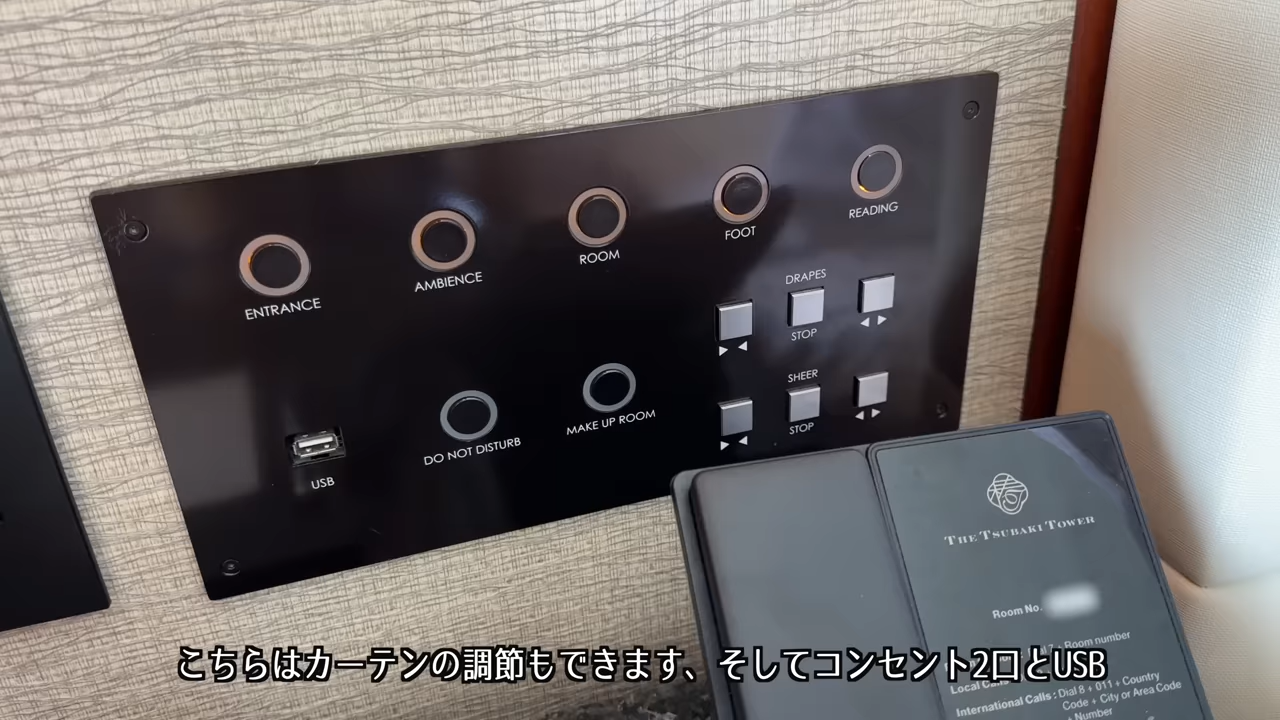 ENTRANCE
AMBIENCE
ROOM
FOOT
READING
DRAPES
STOP
SHEER
STOP
USB
DO NOT DISTURB
MAKE UP ROOM
THE TSUBAKI TOWER
Room No.
Room number
Local
International Calls : Dial 8 + 011 + Country
Code + City or Area Code
+ Number
こちらはカーテンの調節もできます、そしてコンセント2口とUSB